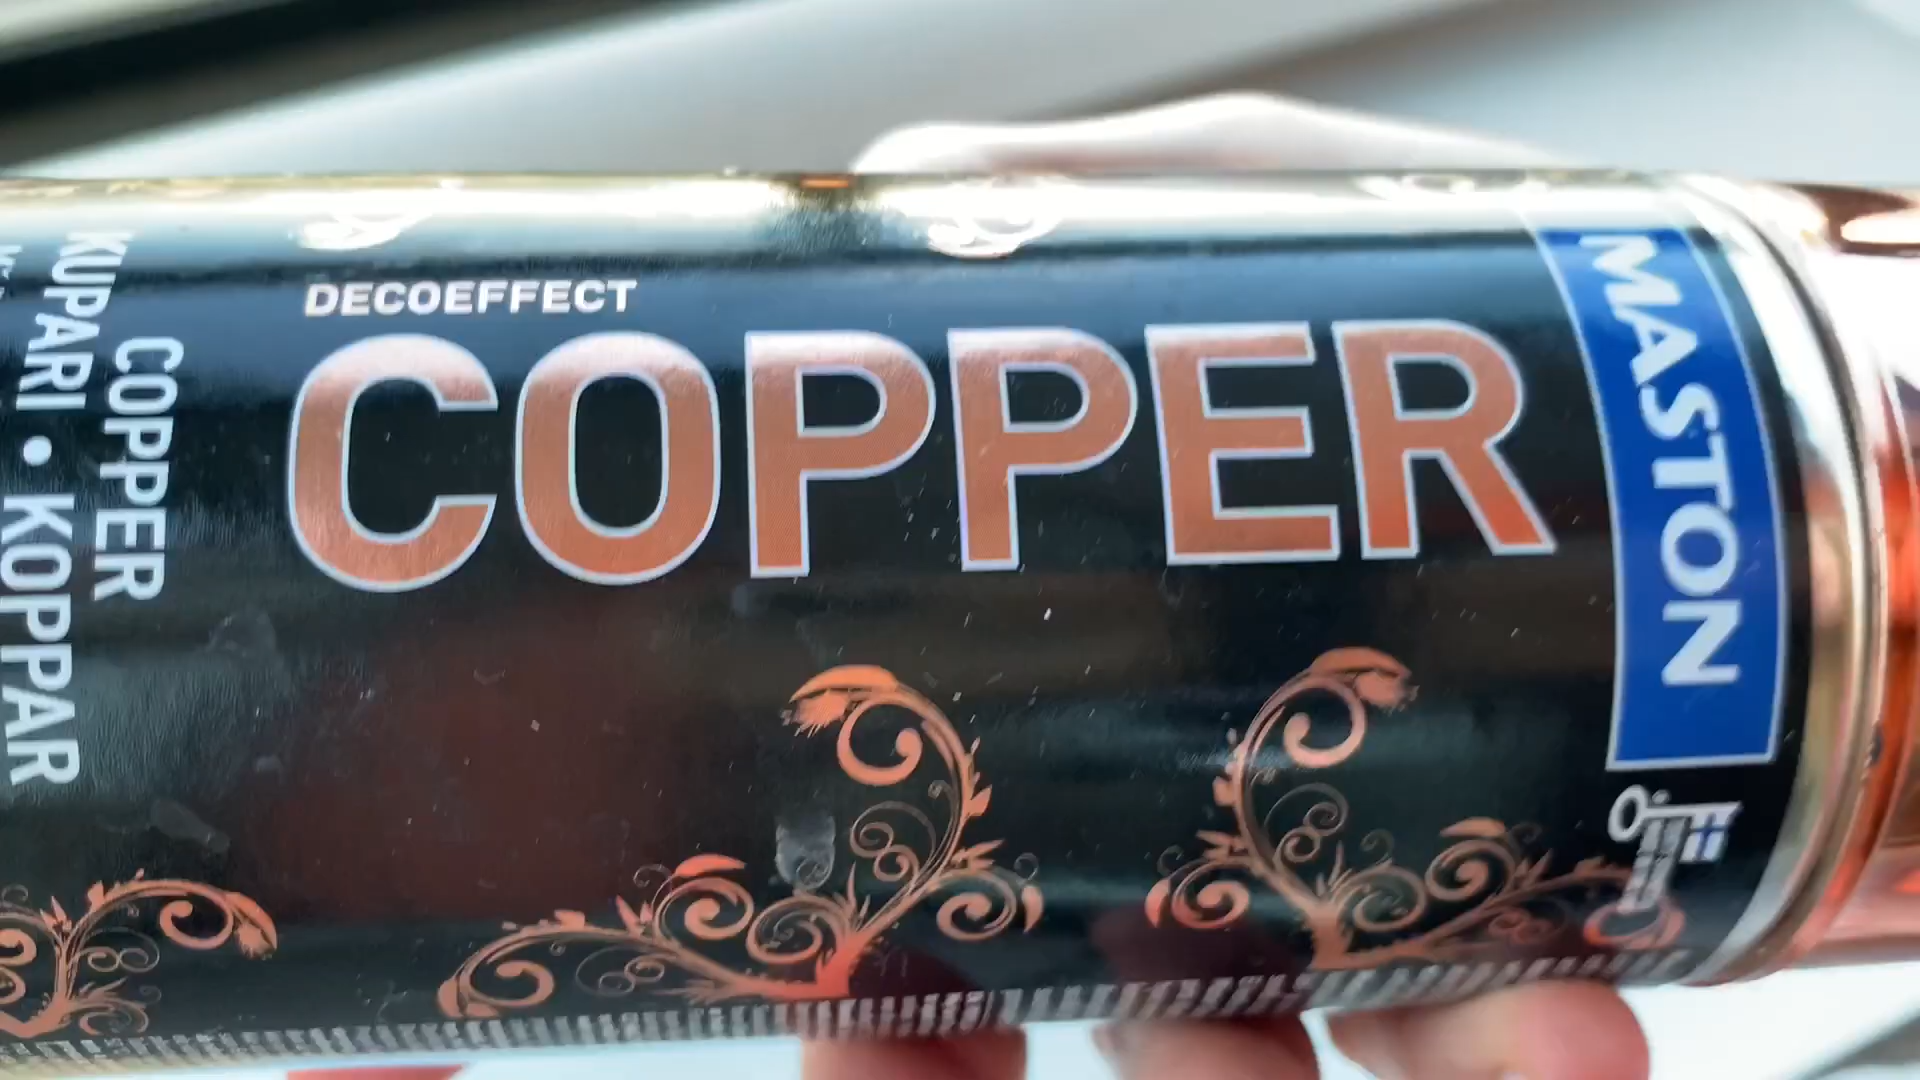 DECOEFFECT
COPPER
MASTON
COPPER
KUPARI • KOPPAR